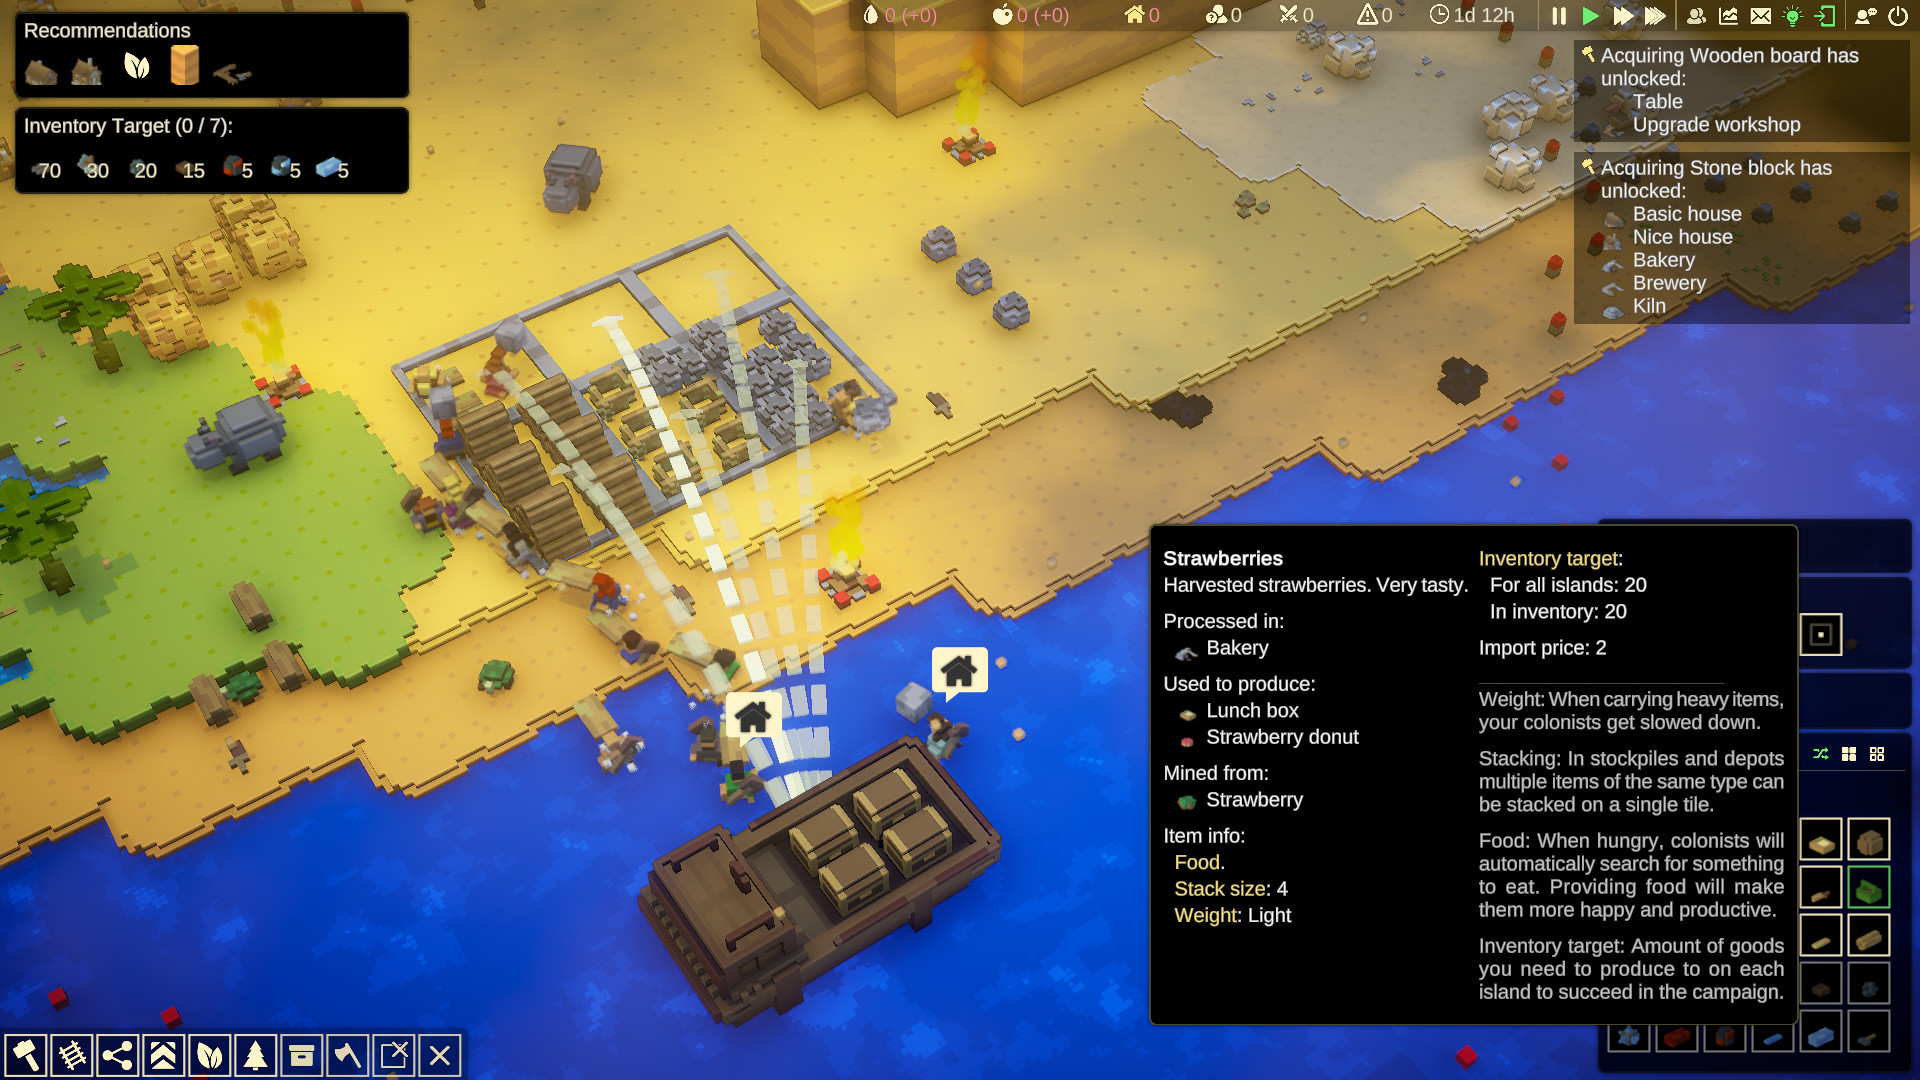 Recommendations
Inventory Target (0 / 7):
70 30 20 15 5 5 5
0 (+0) 0 (+0) 0 0 0 0 1d 12h
Acquiring Wooden board has
unlocked:
Table
Upgrade workshop
Acquiring Stone block has
unlocked:
Basic house
Nice house
Bakery
Brewery
Kiln
Strawberries
Harvested strawberries. Very tasty.
Processed in:
Bakery
Used to produce:
Lunch box
Strawberry donut
Mined from:
Strawberry
Item info:
Food.
Stack size: 4
Weight: Light
Inventory target:
For all islands: 20
In inventory: 20
Import price: 2
Weight: When carrying heavy items,
your colonists get slowed down.
Stacking: In stockpiles and depots
multiple items of the same type can
be stacked on a single tile.
Food: When hungry, colonists will
automatically search for something
to eat. Providing food will make
them more happy and productive.
Inventory target: Amount of goods
you need to produce to on each
island to succeed in the campaign.